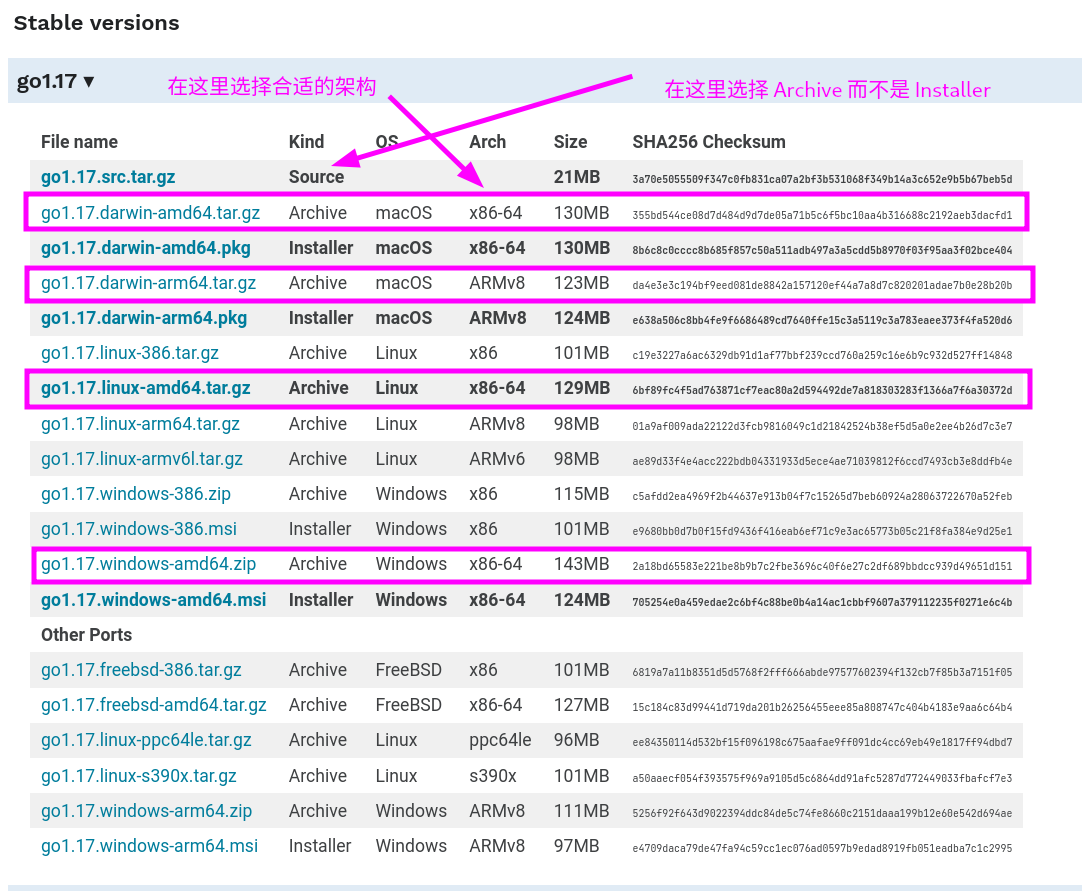 Stable versions
go1.17 ▾
在这里选择合适的架构
在这里选择 Archive 而不是 Installer
File name Kind OS Arch Size SHA256 Checksum
go1.17.src.tar.gz Source 21MB 3a70e5055509f347c0fb831ca07a2bf3b531068f349b14a3c652e9b5b67beb5d
go1.17.darwin-amd64.tar.gz Archive macOS x86-64 130MB 355bd544ce08d7d484d9d7de05a71b5c6f5bc10aa4b316688c2192aeb3dacfd1
go1.17.darwin-amd64.pkg Installer macOS x86-64 130MB 8b6c8c0cccc8b685f857c50a511adb497a3a5cdd5b8970f03f95aa3f02bce404
go1.17.darwin-arm64.tar.gz Archive macOS ARMv8 123MB da4e3e3c194bf9eed081de8842a157120ef44a7a8d7c820201adae7b0e28b20b
go1.17.darwin-arm64.pkg Installer macOS ARMv8 124MB e638a506c8bb4fe9f6686489cd7640ffe15c3a5119c3a783eaee373f4fa520d6
go1.17.linux-386.tar.gz Archive Linux x86 101MB c19e3227a6ac6329db91d1af77bbf239ccd760a259c16e6b9c932d527ff14848
go1.17.linux-amd64.tar.gz Archive Linux x86-64 129MB 6bf89fc4f5ad763871cf7eac80a2d594492de7a818303283f1366a7f6a30372d
go1.17.linux-arm64.tar.gz Archive Linux ARMv8 98MB 01a9af009ada22122d3fcb9816049c1d21842524b38ef5d5a0e2ee4b26d7c3e7
go1.17.linux-armv6l.tar.gz Archive Linux ARMv6 98MB ae89d33f4e4acc222bdb04331933d5ece4ae71039812f6ccd7493cb3e8ddfb4e
go1.17.windows-386.zip Archive Windows x86 115MB c5afdd2ea4969f2b44637e913b04f7c15265d7beb60924a28063722670a52feb
go1.17.windows-386.msi Installer Windows x86 101MB e9680bb0d7b0f15fd9436f416eab6ef71c9e3ac65773b05c21f8fa384e9d25e1
go1.17.windows-amd64.zip Archive Windows x86-64 143MB 2a18bd65583e221be8b9b7c2fbe3696c40f6e27c2df689bbdcc939d49651d151
go1.17.windows-amd64.msi Installer Windows x86-64 124MB 705254e0a459edae2c6bf4c88be0b4a14ac1cbbf9607a379112235f0271e6c4b
Other Ports
go1.17.freebsd-386.tar.gz Archive FreeBSD x86 101MB 6819a7a11b8351d5d5768f2fff666abde97577602394f132cb7f85b3a7151f05
go1.17.freebsd-amd64.tar.gz Archive FreeBSD x86-64 127MB 15c184c83d99441d719da201b26256455eee85a808747c404b4183e9aa6c64b4
go1.17.linux-ppc64le.tar.gz Archive Linux ppc64le 96MB ee84350114d532bf15f096198c675aafae9ff091dc4cc69eb49e1817ff94dbd7
go1.17.linux-s390x.tar.gz Archive Linux s390x 101MB a50aaecf054f393575f969a9105d5c6864dd91afc5287d772449033fbafcf7e3
go1.17.windows-arm64.zip Archive Windows ARMv8 111MB 5256f92f643d9022394ddc84de5c74fe8660c2151daaa199b12e60e542d694ae
go1.17.windows-arm64.msi Installer Windows ARMv8 97MB e4709daca79de47fa94c59cc1ec076ad0597b9edad8919fb051eadba7c1c2995